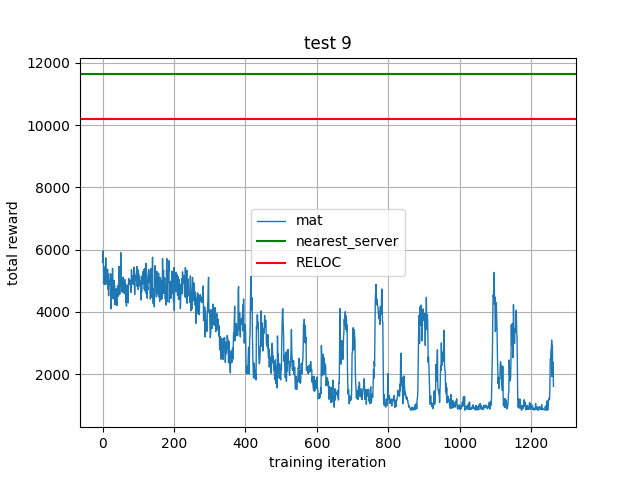 test 9
total reward
12000
10000
8000
6000
4000
2000
mat
nearest_server
RELOC
0 200 400 600 800 1000 1200
training iteration